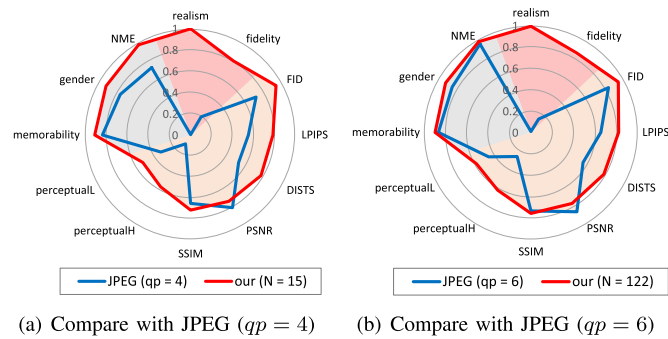 realism
NME
fidelity
gender
FID
memorability
LPIPS
perceptualL
DISTS
perceptualH
PSNR
SSIM
1
0.8
0.6
0.4
0.2
0
JPEG (qp = 4) our (N = 15)
(a) Compare with JPEG (qp = 4)
realism
NME
fidelity
gender
FID
memorability
LPIPS
perceptualL
DISTS
perceptualH
PSNR
SSIM
1
0.8
0.6
0.4
0.2
0
JPEG (qp = 6) our (N = 122)
(b) Compare with JPEG (qp = 6)